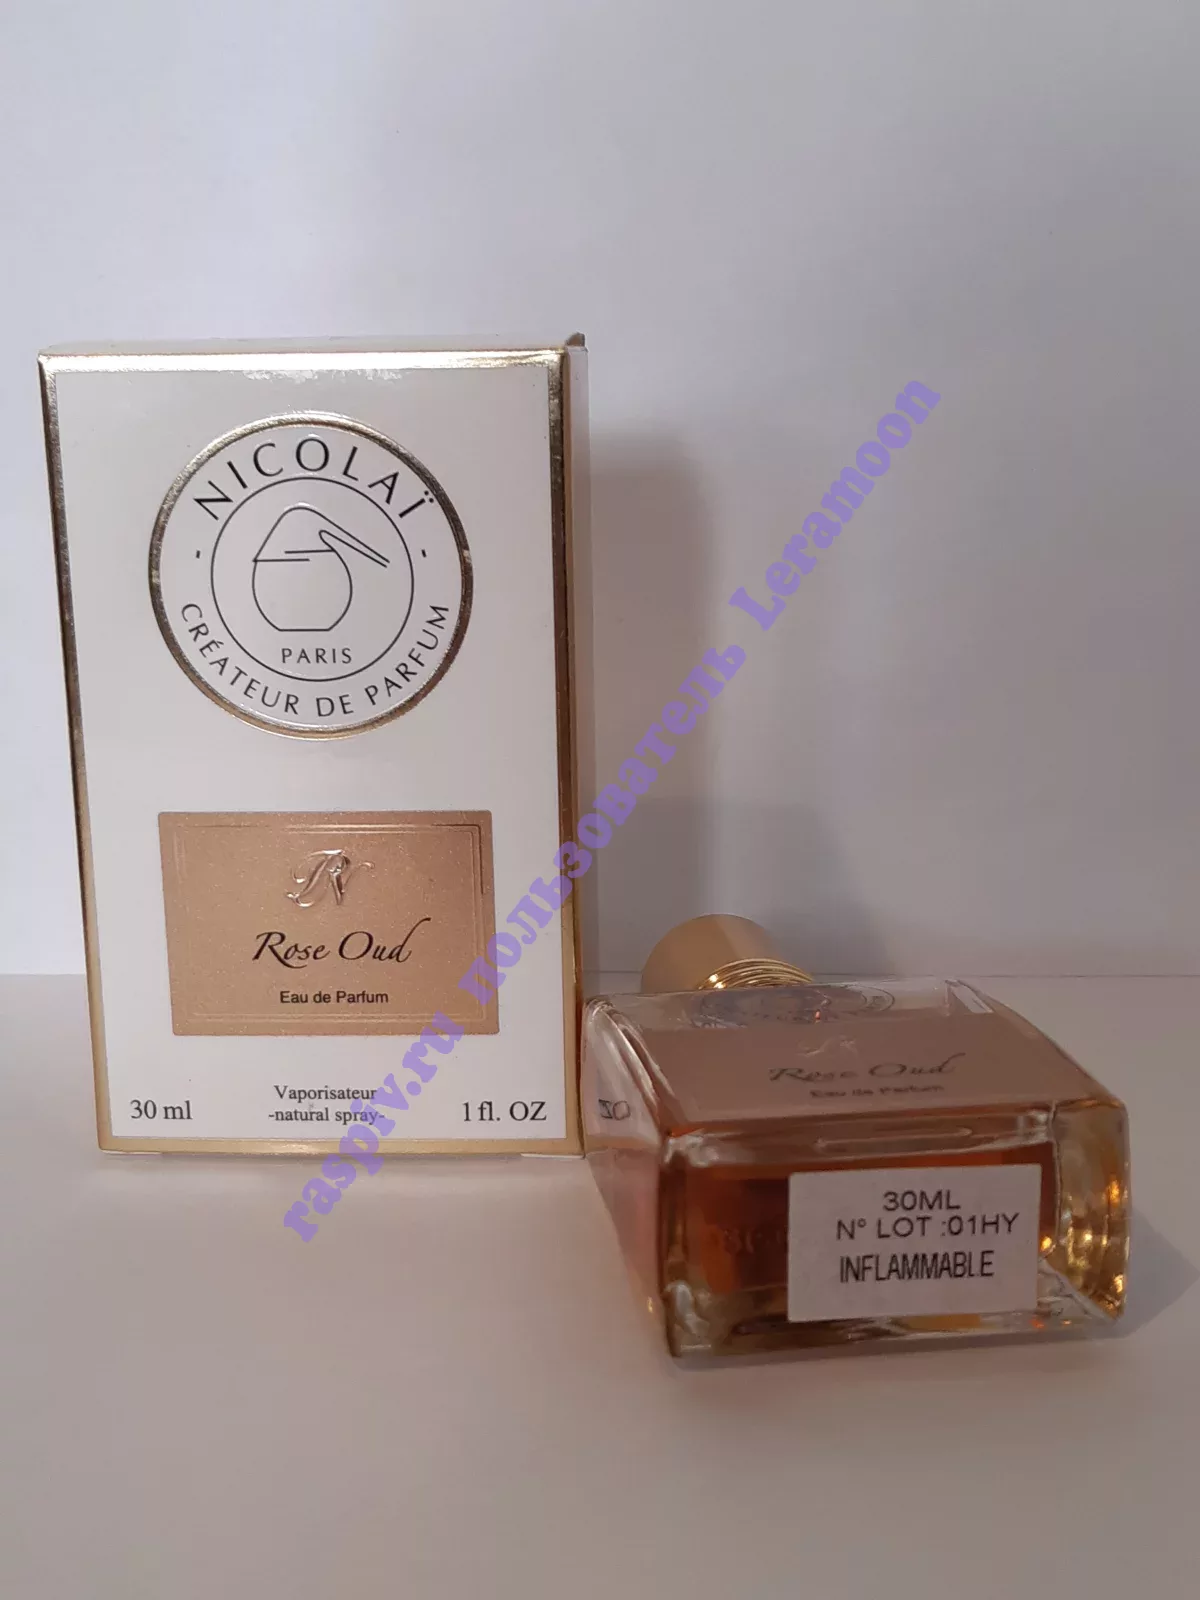 NICOLAÏ
PARIS
CRÉATEUR DE PARFUM
Rose Oud
Eau de Parfum
30 ml
Vaporisateur
-natural spray-
1 fl. OZ
Rose Oud
Eau de Parfum
30ML
N° LOT :01HY
INFLAMMABLE
raspiv.ru пользователь Leramoon